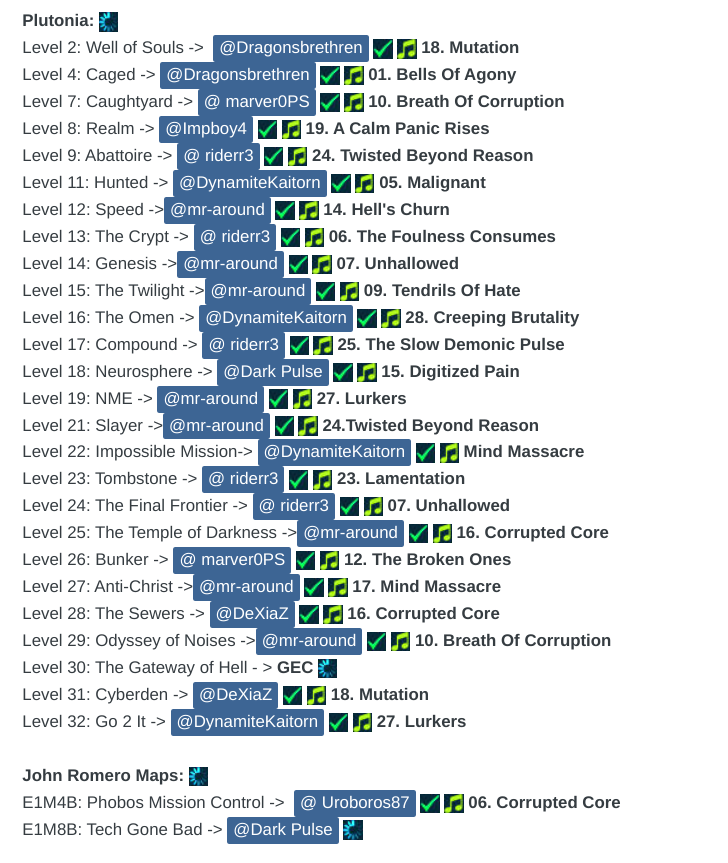 Plutonia:
Level 2: Well of Souls -> @Dragonsbrethren 18. Mutation
Level 4: Caged -> @Dragonsbrethren 01. Bells Of Agony
Level 7: Caughtyard -> @ marver0PS 10. Breath Of Corruption
Level 8: Realm -> @Impboy4 19. A Calm Panic Rises
Level 9: Abattoire -> @ riderr3 24. Twisted Beyond Reason
Level 11: Hunted -> @DynamiteKaitorn 05. Malignant
Level 12: Speed ->@mr-around 14. Hell's Churn
Level 13: The Crypt -> @ riderr3 06. The Foulness Consumes
Level 14: Genesis ->@mr-around 07. Unhallowed
Level 15: The Twilight ->@mr-around 09. Tendrils Of Hate
Level 16: The Omen -> @DynamiteKaitorn 28. Creeping Brutality
Level 17: Compound -> @ riderr3 25. The Slow Demonic Pulse
Level 18: Neurosphere -> @Dark Pulse 15. Digitized Pain
Level 19: NME -> @mr-around 27. Lurkers
Level 21: Slayer ->@mr-around 24.Twisted Beyond Reason
Level 22: Impossible Mission-> @DynamiteKaitorn Mind Massacre
Level 23: Tombstone -> @ riderr3 23. Lamentation
Level 24: The Final Frontier -> @ riderr3 07. Unhallowed
Level 25: The Temple of Darkness ->@mr-around 16. Corrupted Core
Level 26: Bunker -> @ marver0PS 12. The Broken Ones
Level 27: Anti-Christ ->@mr-around 17. Mind Massacre
Level 28: The Sewers -> @DeXiaZ 16. Corrupted Core
Level 29: Odyssey of Noises ->@mr-around 10. Breath Of Corruption
Level 30: The Gateway of Hell - > GEC
Level 31: Cyberden -> @DeXiaZ 18. Mutation
Level 32: Go 2 It -> @DynamiteKaitorn 27. Lurkers
John Romero Maps:
E1M4B: Phobos Mission Control -> @ Uroboros87 06. Corrupted Core
E1M8B: Tech Gone Bad -> @Dark Pulse